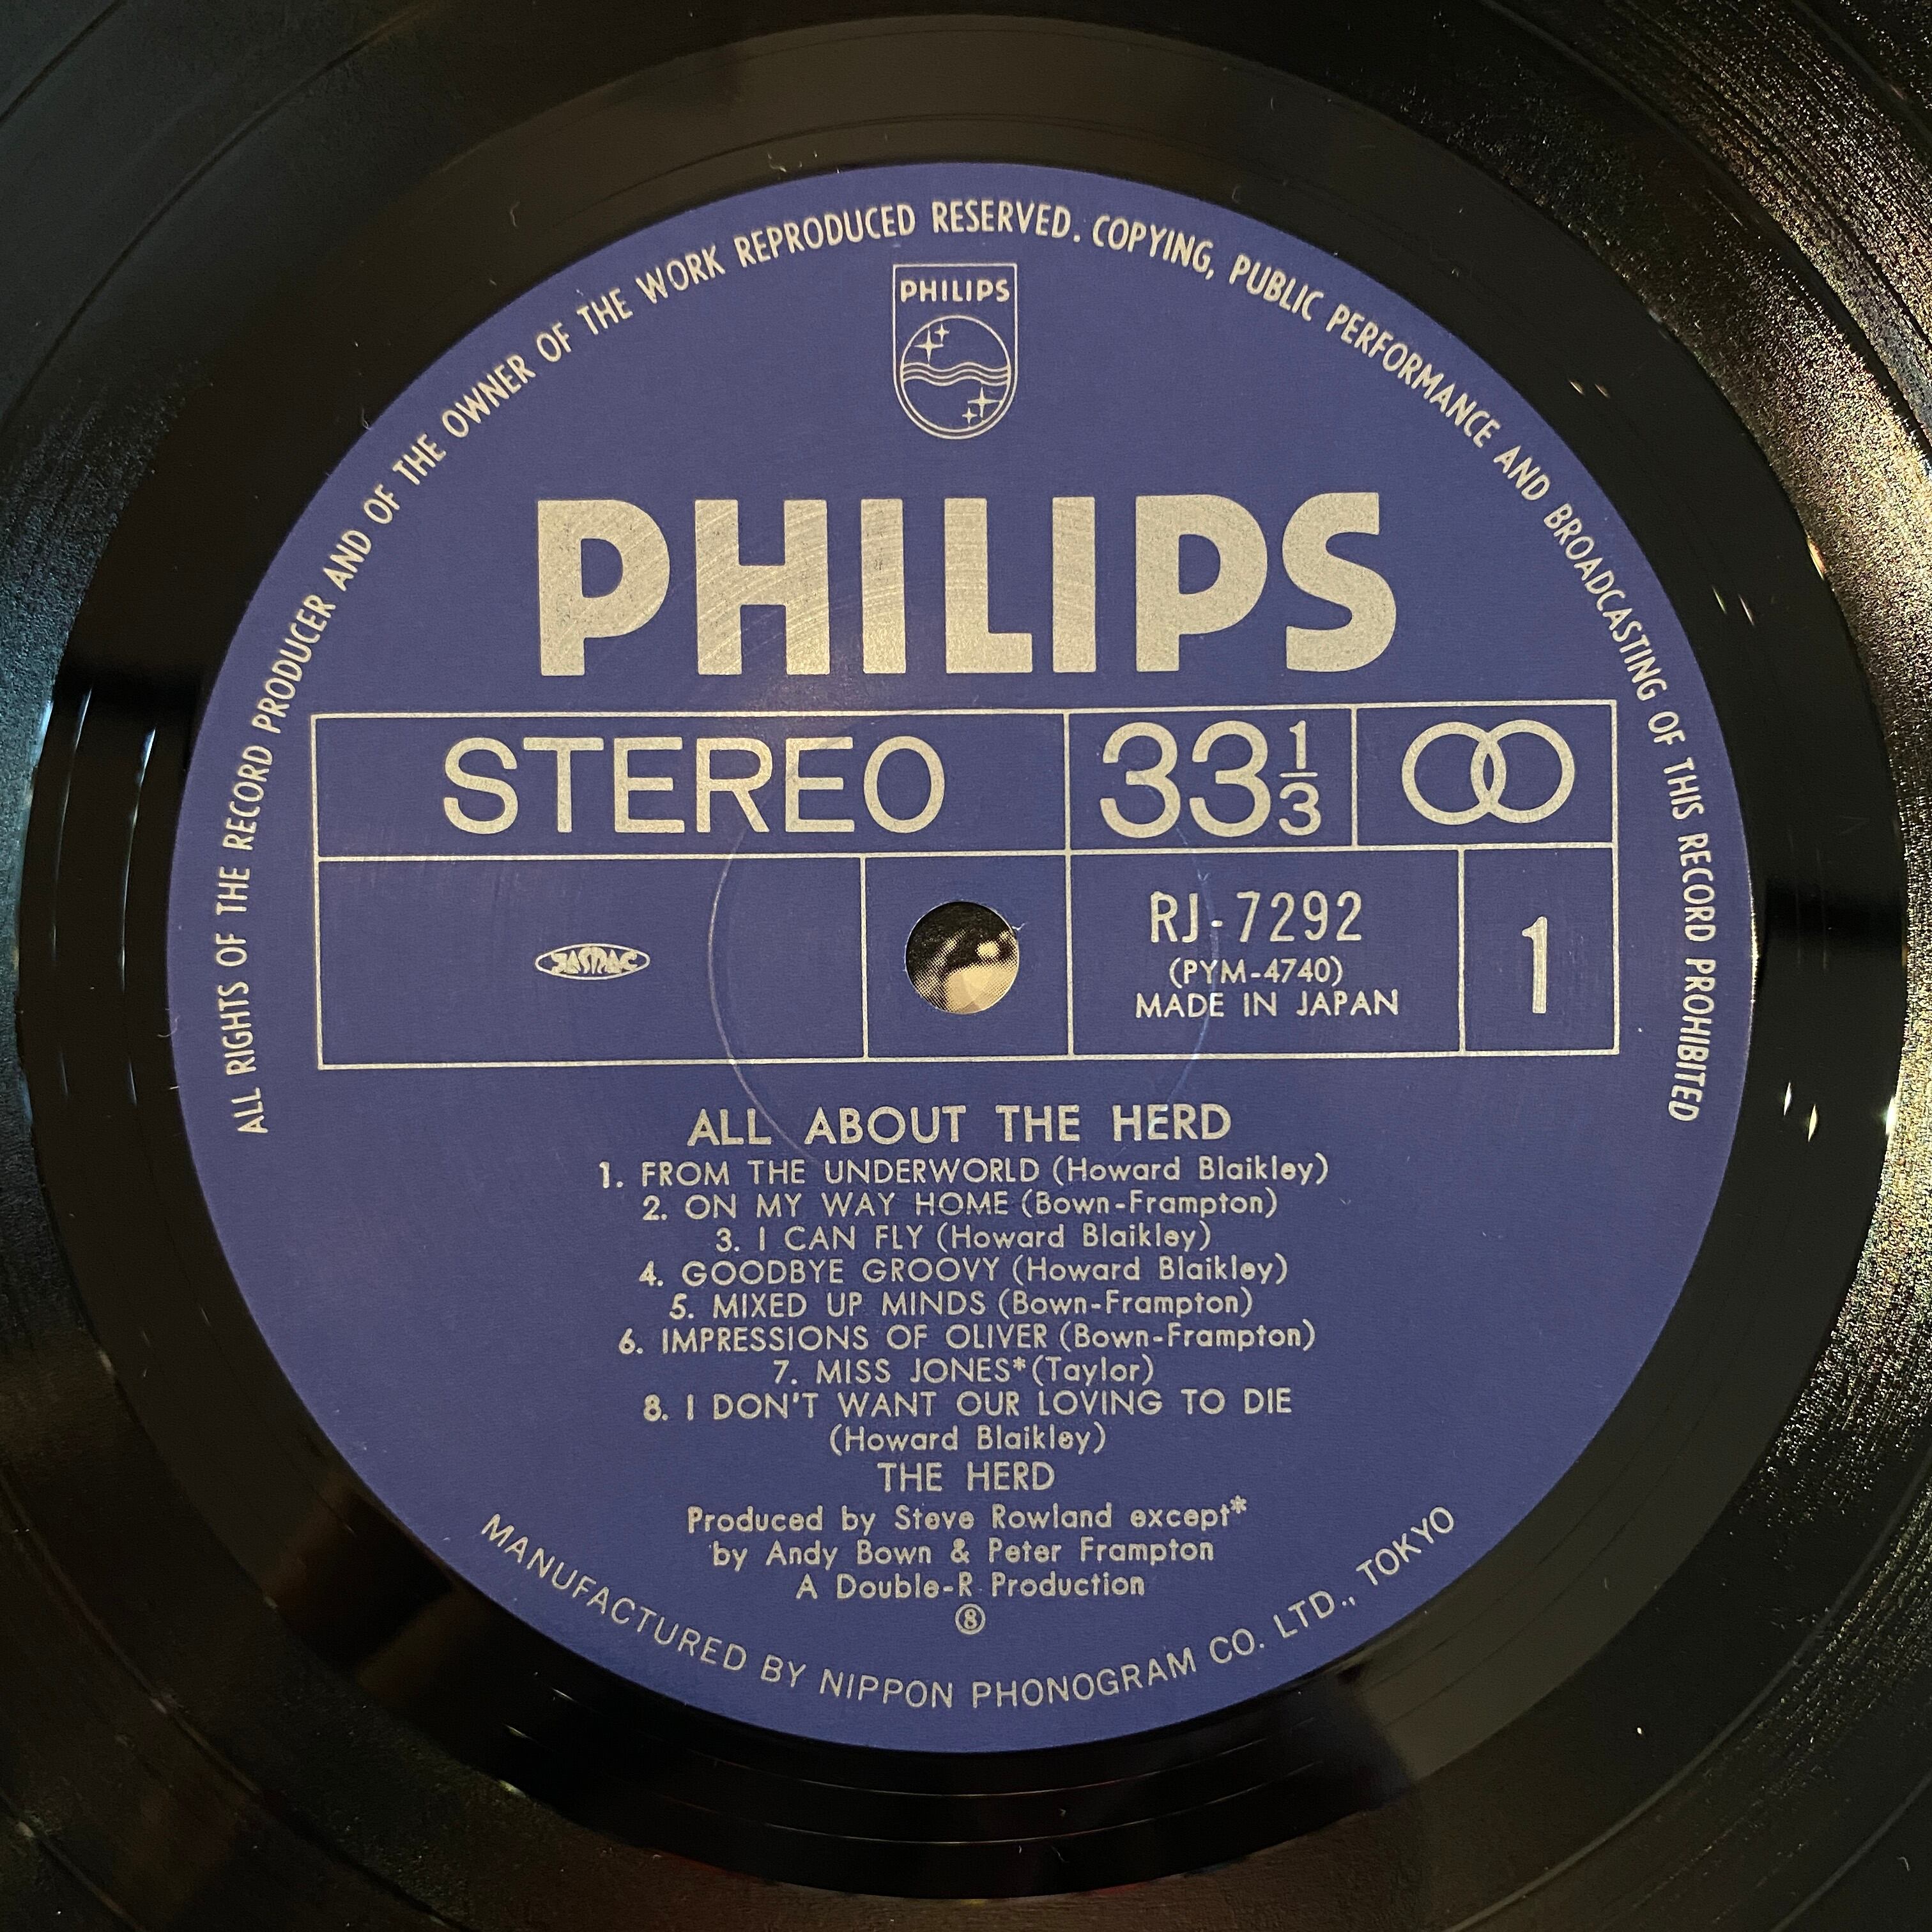 ALL RIGHTS OF THE RECORD PRODUCER AND OF THE OWNER OF THE WORK REPRODUCED RESERVED. COPYING, PUBLIC PERFORMANCE AND BROADCASTING OF THIS RECORD PROHIBITED
PHILIPS
PHILIPS
STEREO 33 1/3
JASRAC
RJ-7292
(PYM-4740)
MADE IN JAPAN
1
ALL ABOUT THE HERD
1. FROM THE UNDERWORLD (Howard Blaikley)
2. ON MY WAY HOME (Bown-Frampton)
3. I CAN FLY (Howard Blaikley)
4. GOODBYE GROOVY (Howard Blaikley)
5. MIXED UP MINDS (Bown-Frampton)
6. IMPRESSIONS OF OLIVER (Bown-Frampton)
7. MISS JONES* (Taylor)
8. I DON'T WANT OUR LOVING TO DIE
(Howard Blaikley)
THE HERD
Produced by Steve Rowland except*
by Andy Bown & Peter Frampton
A Double-R Production
⑧
MANUFACTURED BY NIPPON PHONOGRAM CO. LTD., TOKYO